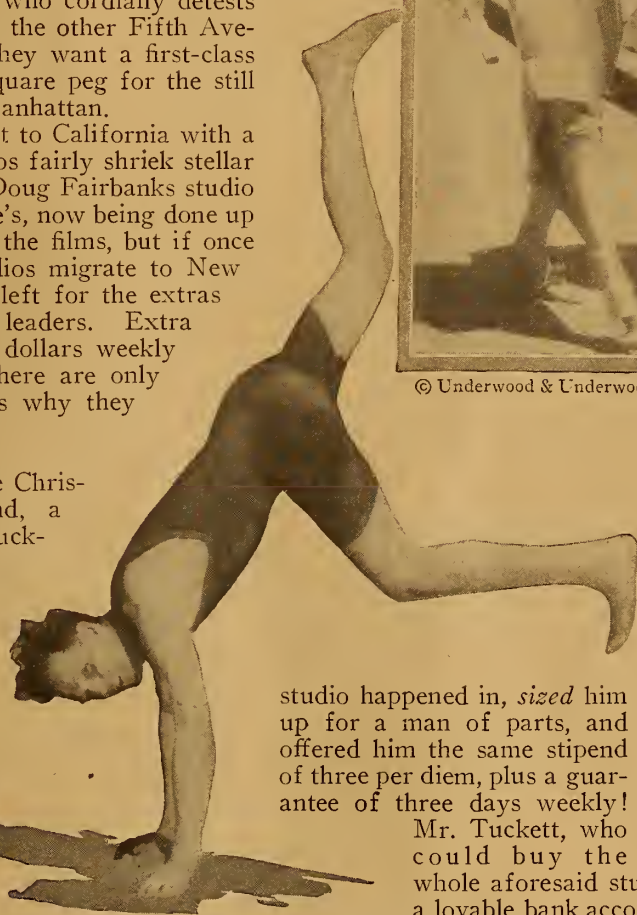 who cordially detests
the other Fifth Ave-
they want a first-class
square peg for the still
anhattan.
t to California with a
os fairly shriek stellar
Doug Fairbanks studio
e's, now being done up
the films, but if once
dios migrate to New
left for the extras
leaders. Extra
dollars weekly
here are only
s why they
e Chris-
nd, a
uck-
© Underwood & Underwoo
studio happened in, sized him
up for a man of parts, and
offered him the same stipend
of three per diem, plus a guar-
antee of three days weekly!
Mr. Tuckett, who
could buy the
whole aforesaid stu
a lovable bank acco